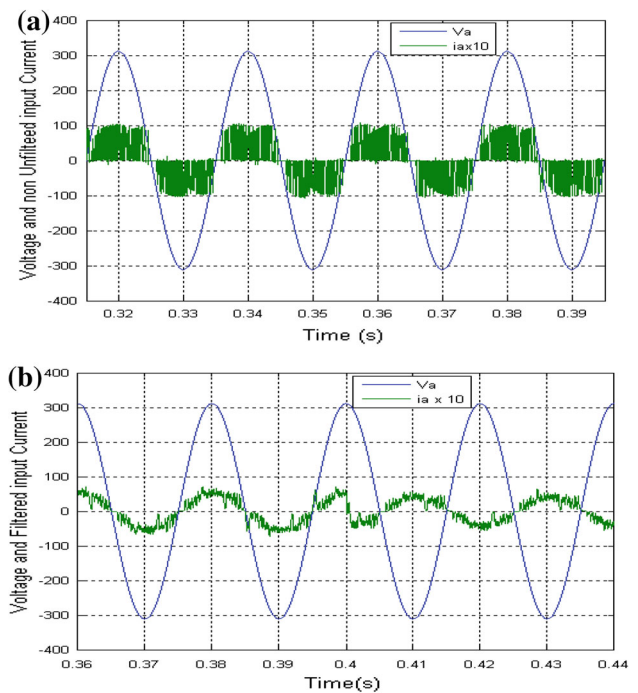 (a)
Voltage and non Unfilteed input Current
400
300
200
100
0
-100
-200
-300
-400
Va
iax10
0.32 0.33 0.34 0.35 0.36 0.37 0.38 0.39
Time (s)
(b)
Voltage and Filtered input Current
400
300
200
100
0
-100
-200
-300
-400
Va
ia x 10
0.36 0.37 0.38 0.39 0.4 0.41 0.42 0.43 0.44
Time(s)